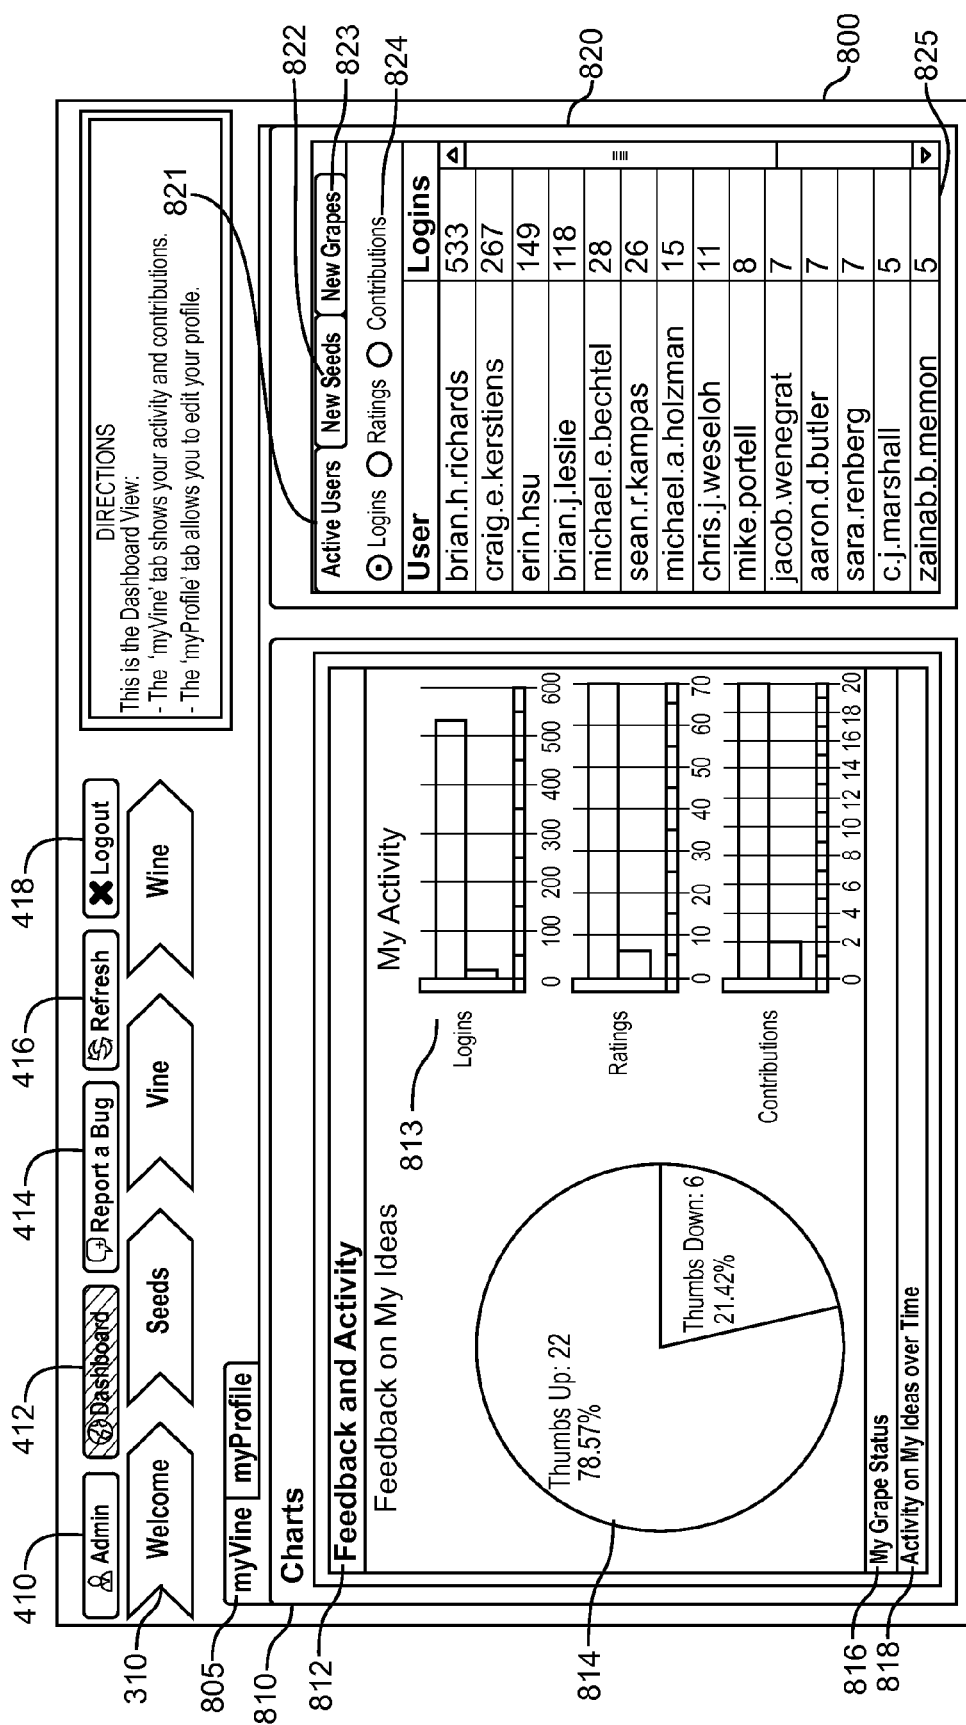 410
412
414
416
418
Admin
Dashboard
Report a Bug
Refresh
Logout
310
Welcome
Seeds
Vine
Wine
DIRECTIONS
This is the Dashboard View:
- The 'myVine' tab shows your activity and contributions.
- The 'myProfile' tab allows you to edit your profile.
821
822
823
824
805
myVine
myProfile
810
Charts
812
Feedback and Activity
Feedback on My Ideas
Thumbs Up: 22
78.57%
Thumbs Down: 6
21.42%
814
813
My Activity
Logins
0 100 200 300 400 500 600
Ratings
0 10 20 30 40 50 60 70
Contributions
0 2 4 6 8 10 12 14 16 18 20
816
My Grape Status
818
Activity on My Ideas over Time
Active Users
New Seeds
New Grapes
Logins Ratings Contributions
User Logins
brian.h.richards 533
craig.e.kerstiens 267
erin.hsu 149
brian.j.leslie 118
michael.e.bechtel 28
sean.r.kampas 26
michael.a.holzman 15
chris.j.weseloh 11
mike.portell 8
jacob.wenegrat 7
aaron.d.butler 7
sara.renberg 7
c.j.marshall 5
zainab.b.memon 5
820
800
825